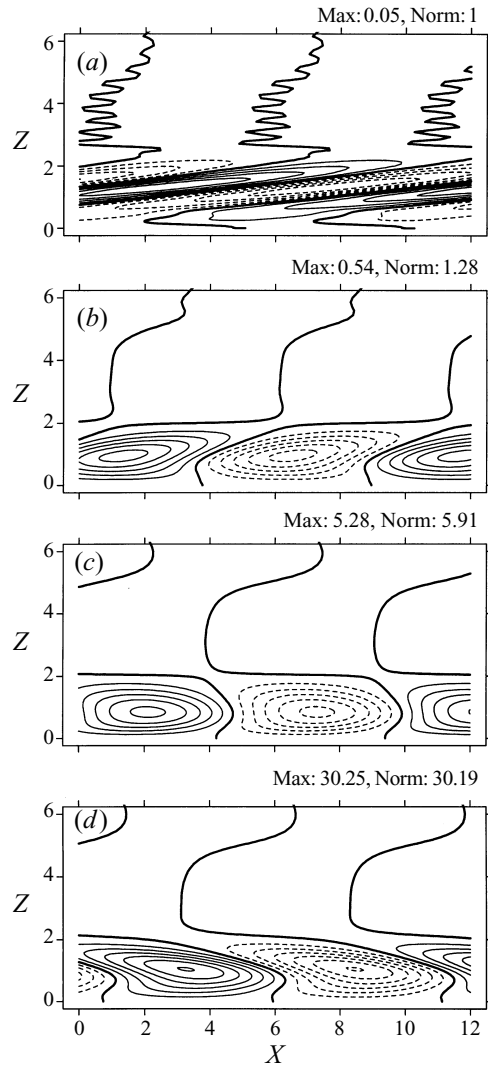 Max: 0.05, Norm: 1
6
(a)
4
Z
2
0
Max: 0.54, Norm: 1.28
6
(b)
4
Z
2
0
Max: 5.28, Norm: 5.91
6
(c)
4
Z
2
0
Max: 30.25, Norm: 30.19
6
(d)
4
Z
2
0
0 2 4 6 8 10 12
X